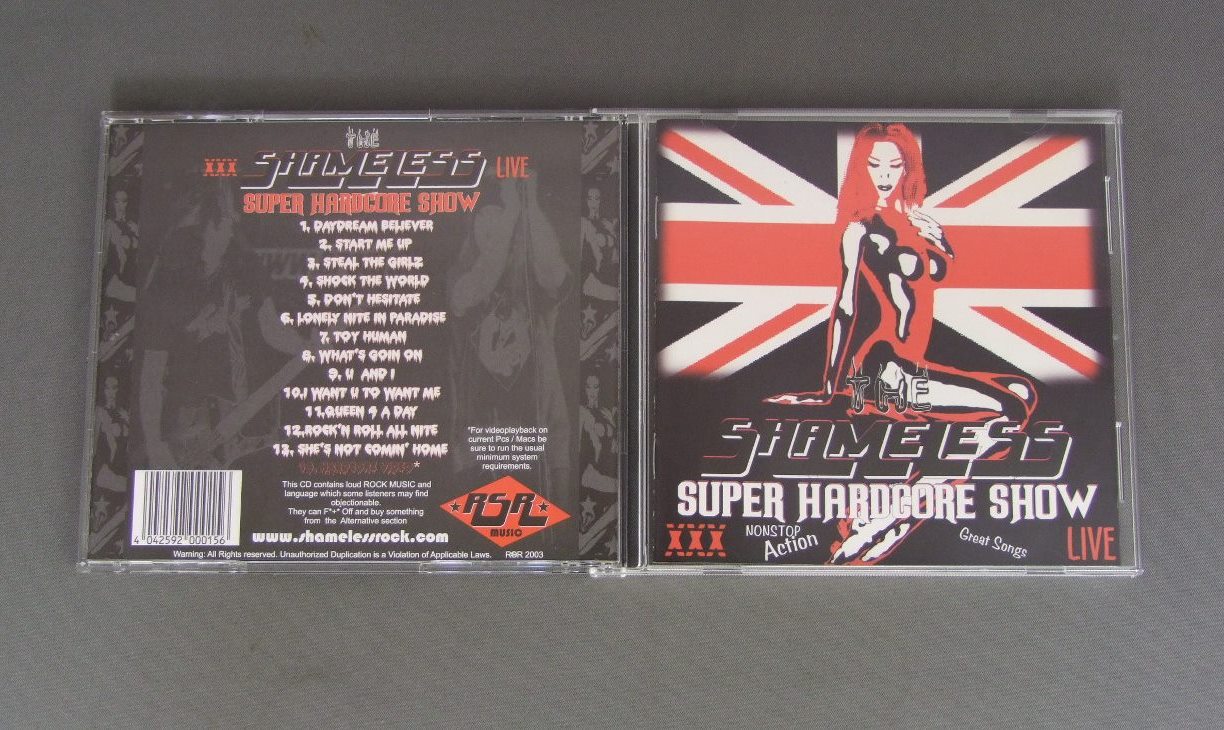 THE
XXX SHAMELESS LIVE
SUPER HARDCORE SHOW
1. DAYDREAM BELIEVER
2. START ME UP
3. STEAL THE GIRLZ
4. SHOCK THE WORLD
5. DON'T HESITATE
6. LONELY NITE IN PARADISE
7. TOY HUMAN
8. WHAT'S GOIN ON
9. U AND I
10.I WANT U TO WANT ME
11.QUEEN 4 A DAY
12.ROCK'N ROLL ALL NITE
13. SHE'S NOT COMIN' HOME
HARDCORE VIDEO*
*For videoplayback on
current Pcs / Macs be
sure to run the usual
minimum system
requirements.
This CD contains loud ROCK MUSIC and
language which some listeners may find
objectionable.
They can F*+* Off and buy something
from the Alternative section
www.shamelessrock.com
RSR
MUSIC
4 042592 000156
Warning: All Rights reserved. Unauthorized Duplication is a Violation of Applicable Laws. RSR 2003
THE
SHAMELESS
SUPER HARDCORE SHOW
XXX NONSTOP Action Great Songs LIVE